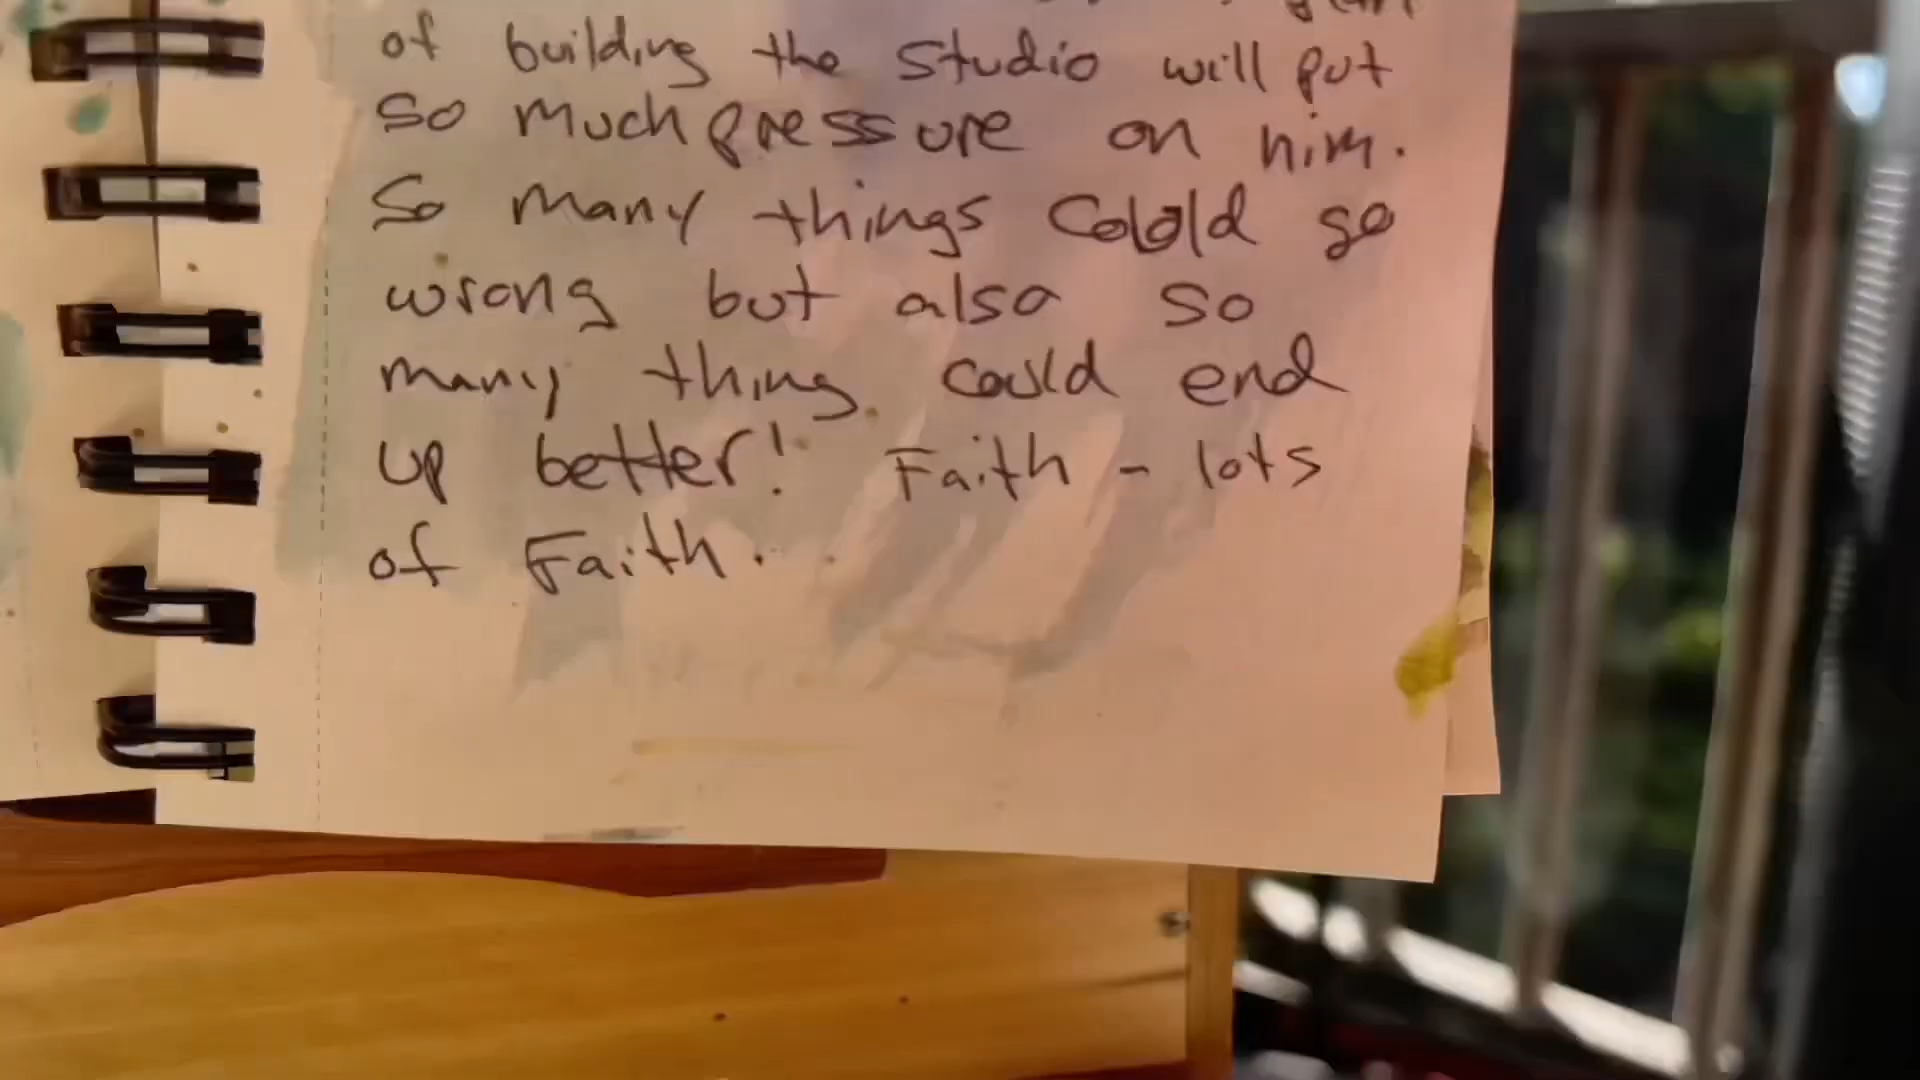 of building the Studio will put
so much pressure on him.
So many things Cold go
wrong but also so
many thing could end
up better! Faith - lots
of Faith.